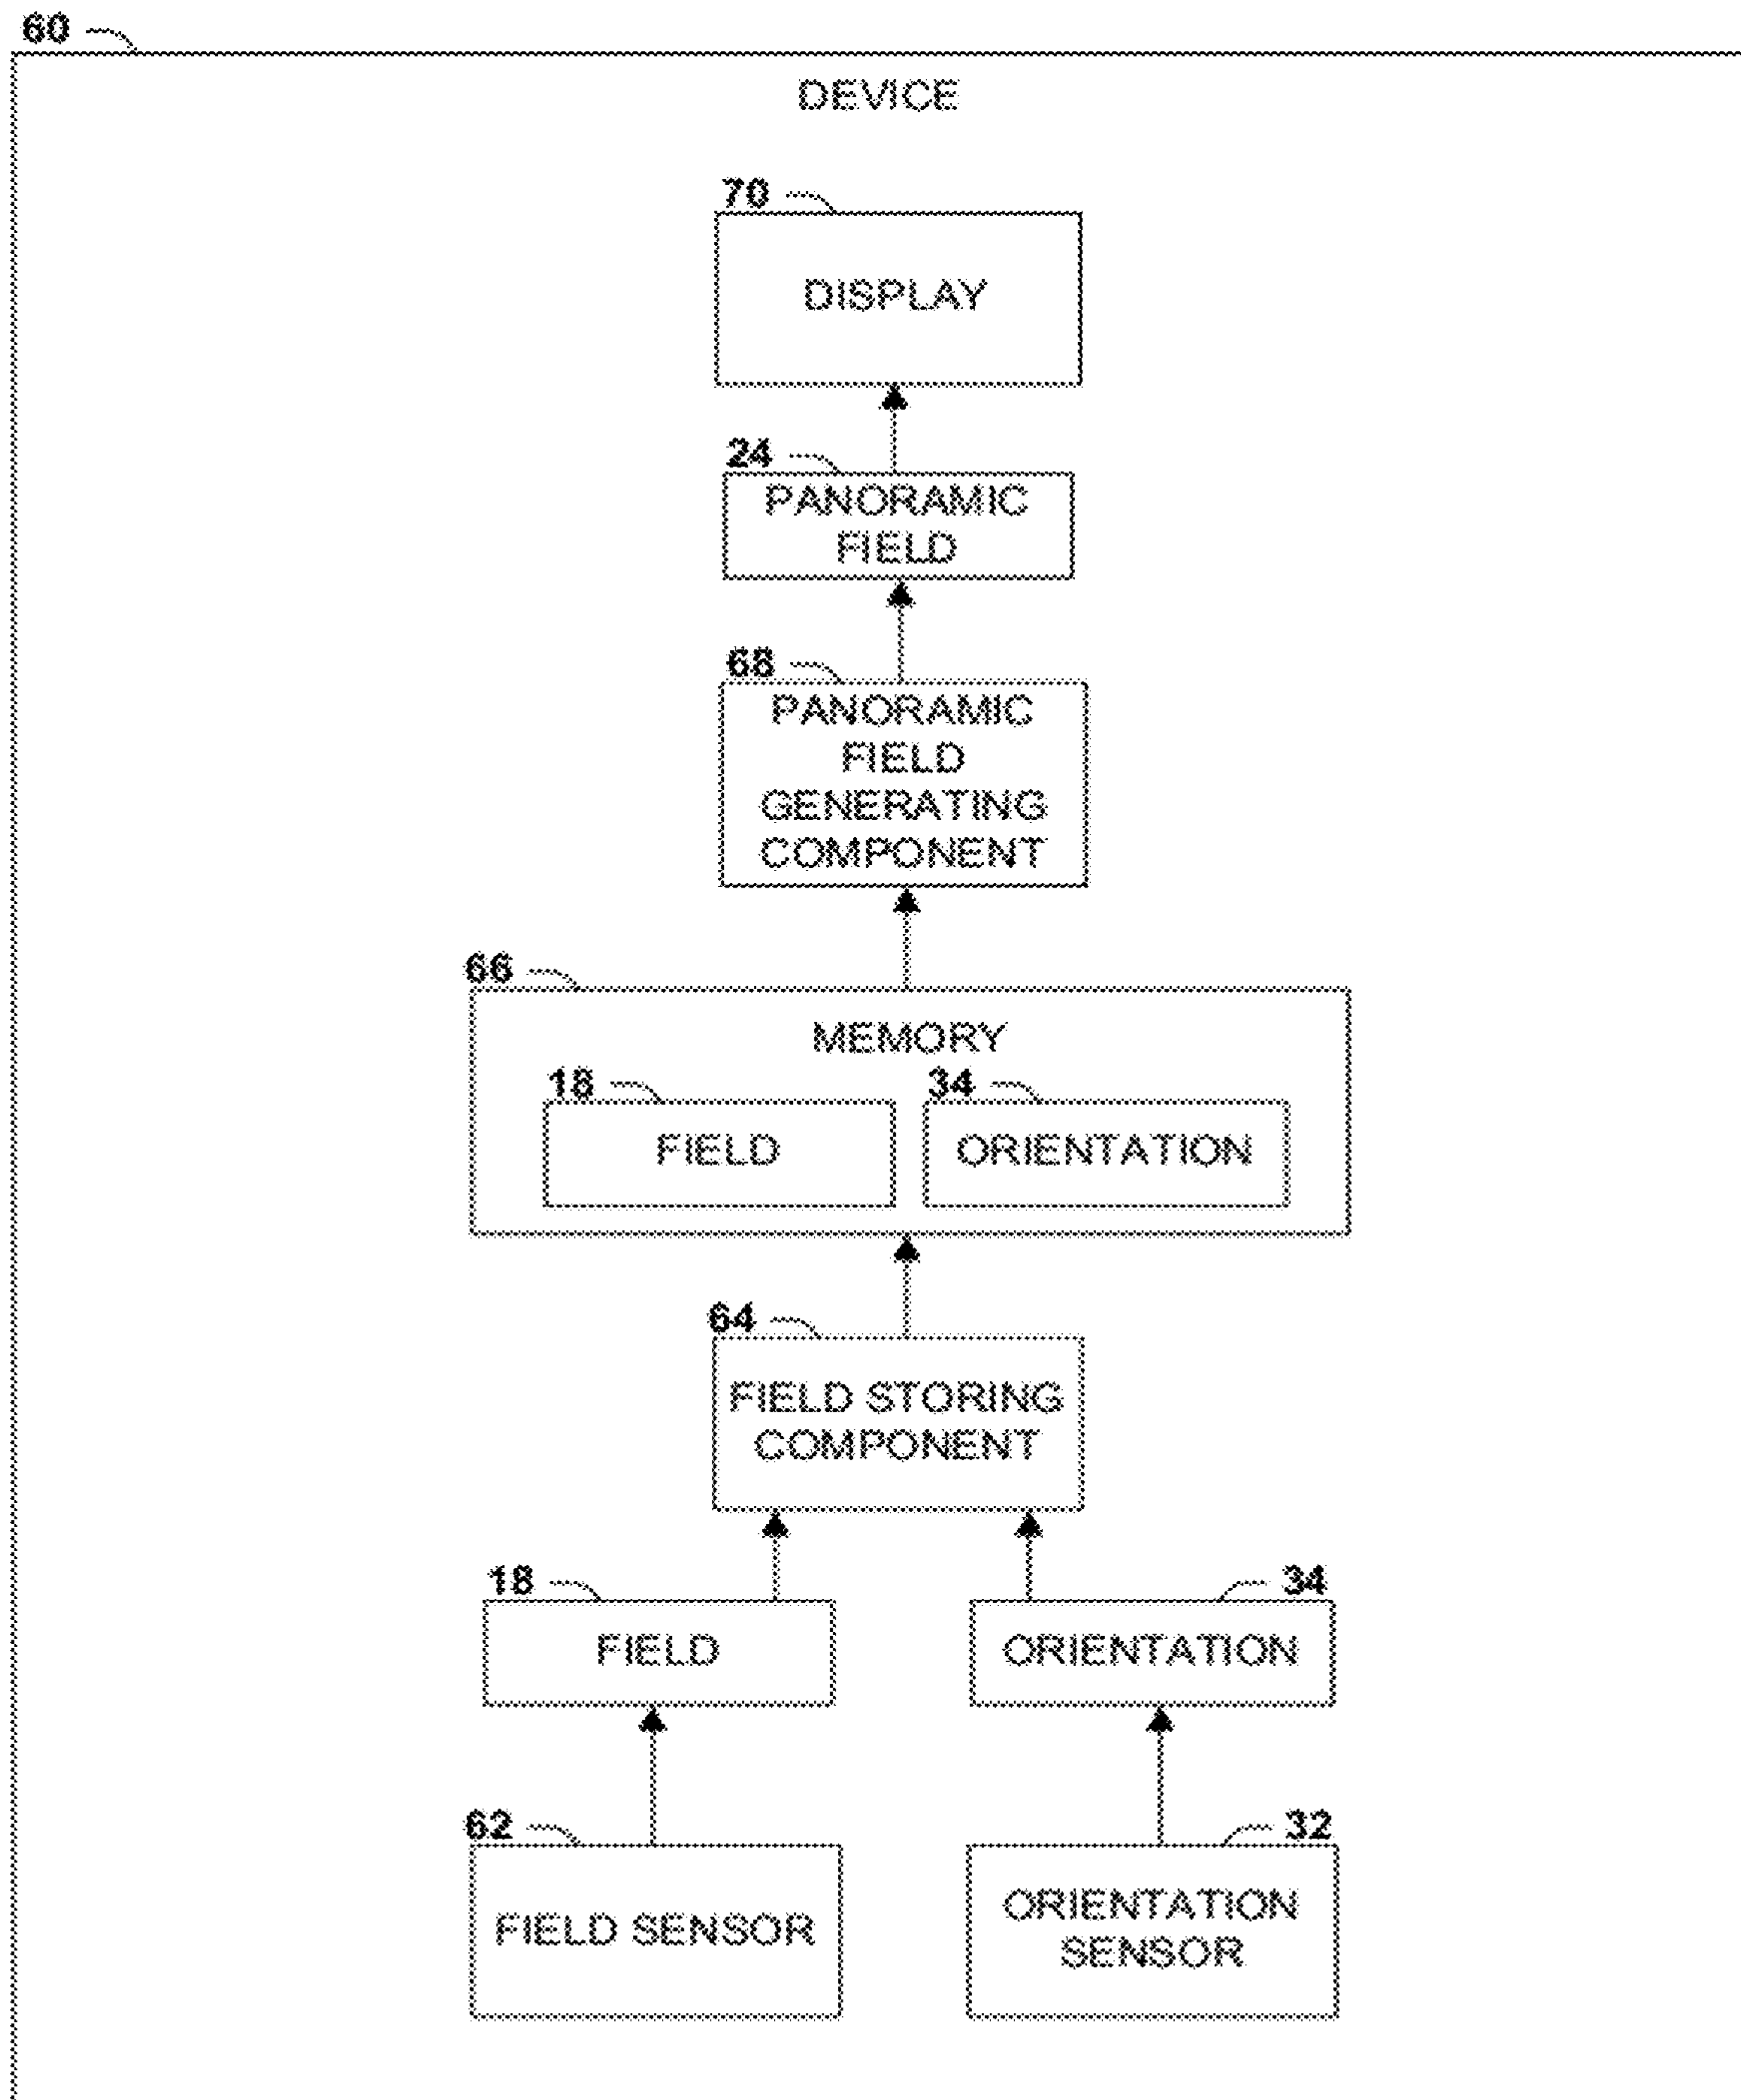 60
DEVICE
70
DISPLAY
24
PANORAMIC
FIELD
68
PANORAMIC
FIELD
GENERATING
COMPONENT
66
MEMORY
18
34
FIELD
ORIENTATION
64
FIELD STORING
COMPONENT
18
34
FIELD
ORIENTATION
62
32
FIELD SENSOR
ORIENTATION
SENSOR